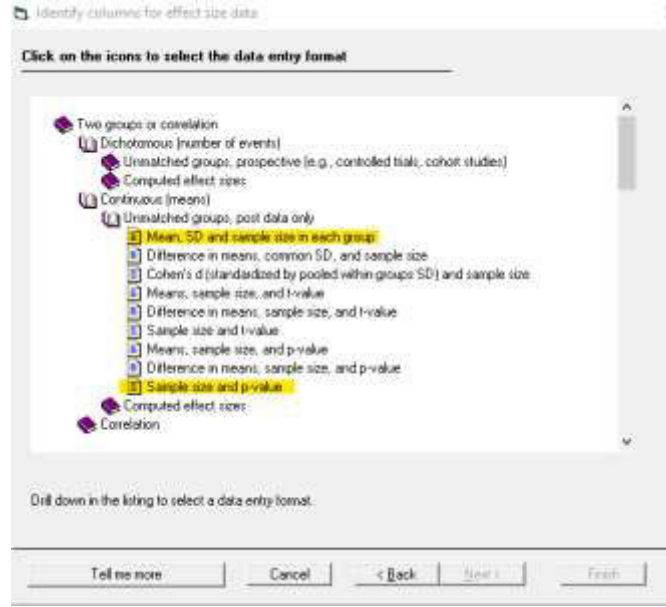 Identify columns for effect size data
Click on the icons to select the data entry format
Two groups or correlation
Dichotomous (number of events)
Unmatched groups, prospective (e.g., controlled trials, cohort studies)
Computed effect sizes
Continuous (means)
Unmatched groups, post data only
Mean, SD and sample size in each group
Difference in means, common SD, and sample size
Cohen's d (standardized by pooled within groups SD) and sample size
Means, sample size, and t-value
Difference in means, sample size, and t-value
Sample size and t-value
Means, sample size, and p-value
Difference in means, sample size, and p-value
Sample size and p-value
Computed effect sizes
Correlation
Drill down in the listing to select a data entry format.
Tell me more Cancel < Back Next > Finish